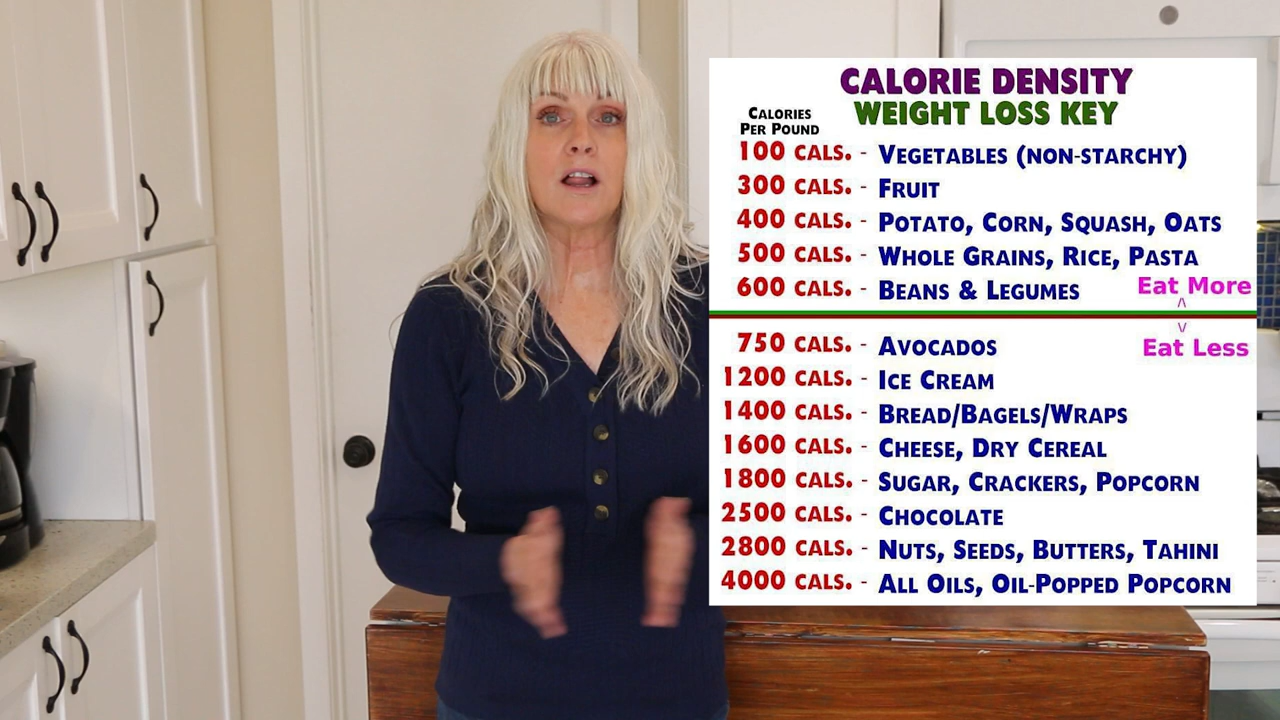 CALORIE DENSITY
WEIGHT LOSS KEY
CALORIES
PER POUND
100 CALS. - VEGETABLES (NON-STARCHY)
300 CALS. - FRUIT
400 CALS. - POTATO, CORN, SQUASH, OATS
500 CALS. - WHOLE GRAINS, RICE, PASTA
600 CALS. - BEANS & LEGUMES
Eat More
^
v
Eat Less
750 CALS. - AVOCADOS
1200 CALS. - ICE CREAM
1400 CALS. - BREAD/BAGELS/WRAPS
1600 CALS. - CHEESE, DRY CEREAL
1800 CALS. - SUGAR, CRACKERS, POPCORN
2500 CALS. - CHOCOLATE
2800 CALS. - NUTS, SEEDS, BUTTERS, TAHINI
4000 CALS. - ALL OILS, OIL-POPPED POPCORN